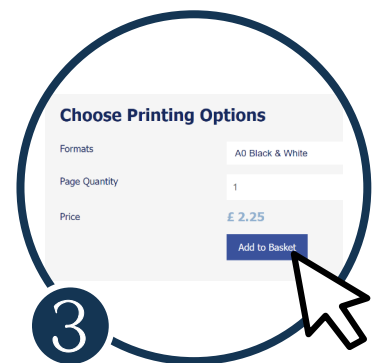 Choose Printing Options
Formats A0 Black & White
Page Quantity 1
Price £ 2.25
Add to Basket
3